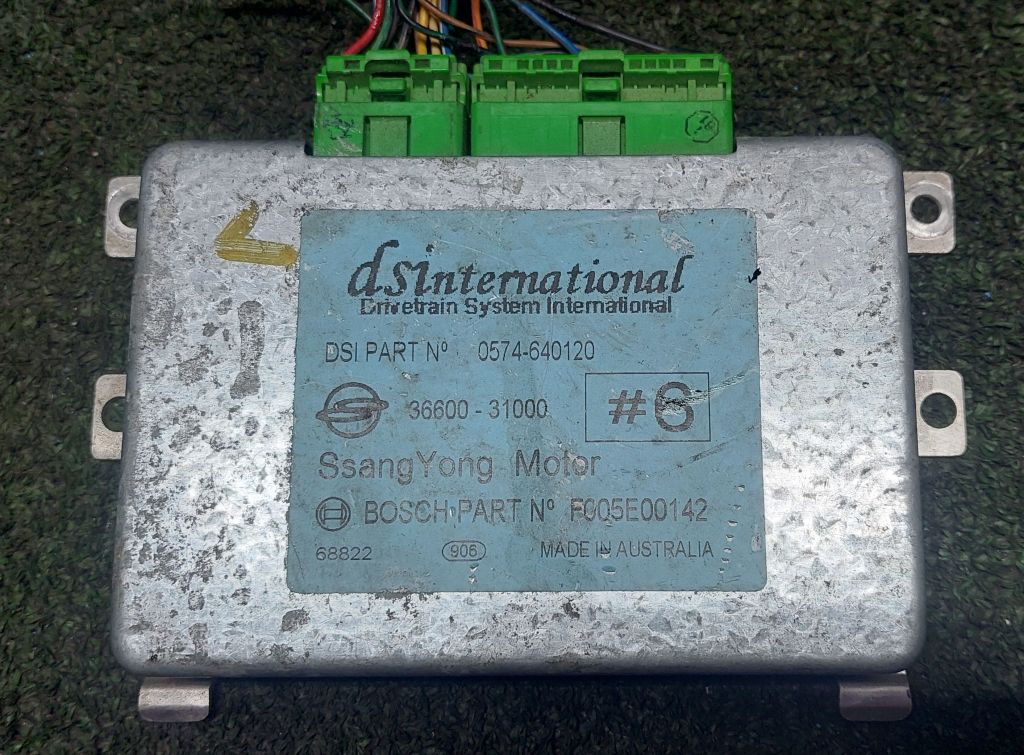 dsInternational
Drivetrain System International
DSI PART Nº 0574-640120
36600 - 31000 #6
SsangYong Motor
BOSCH PART Nº F005E00142
68822 906 MADE IN AUSTRALIA